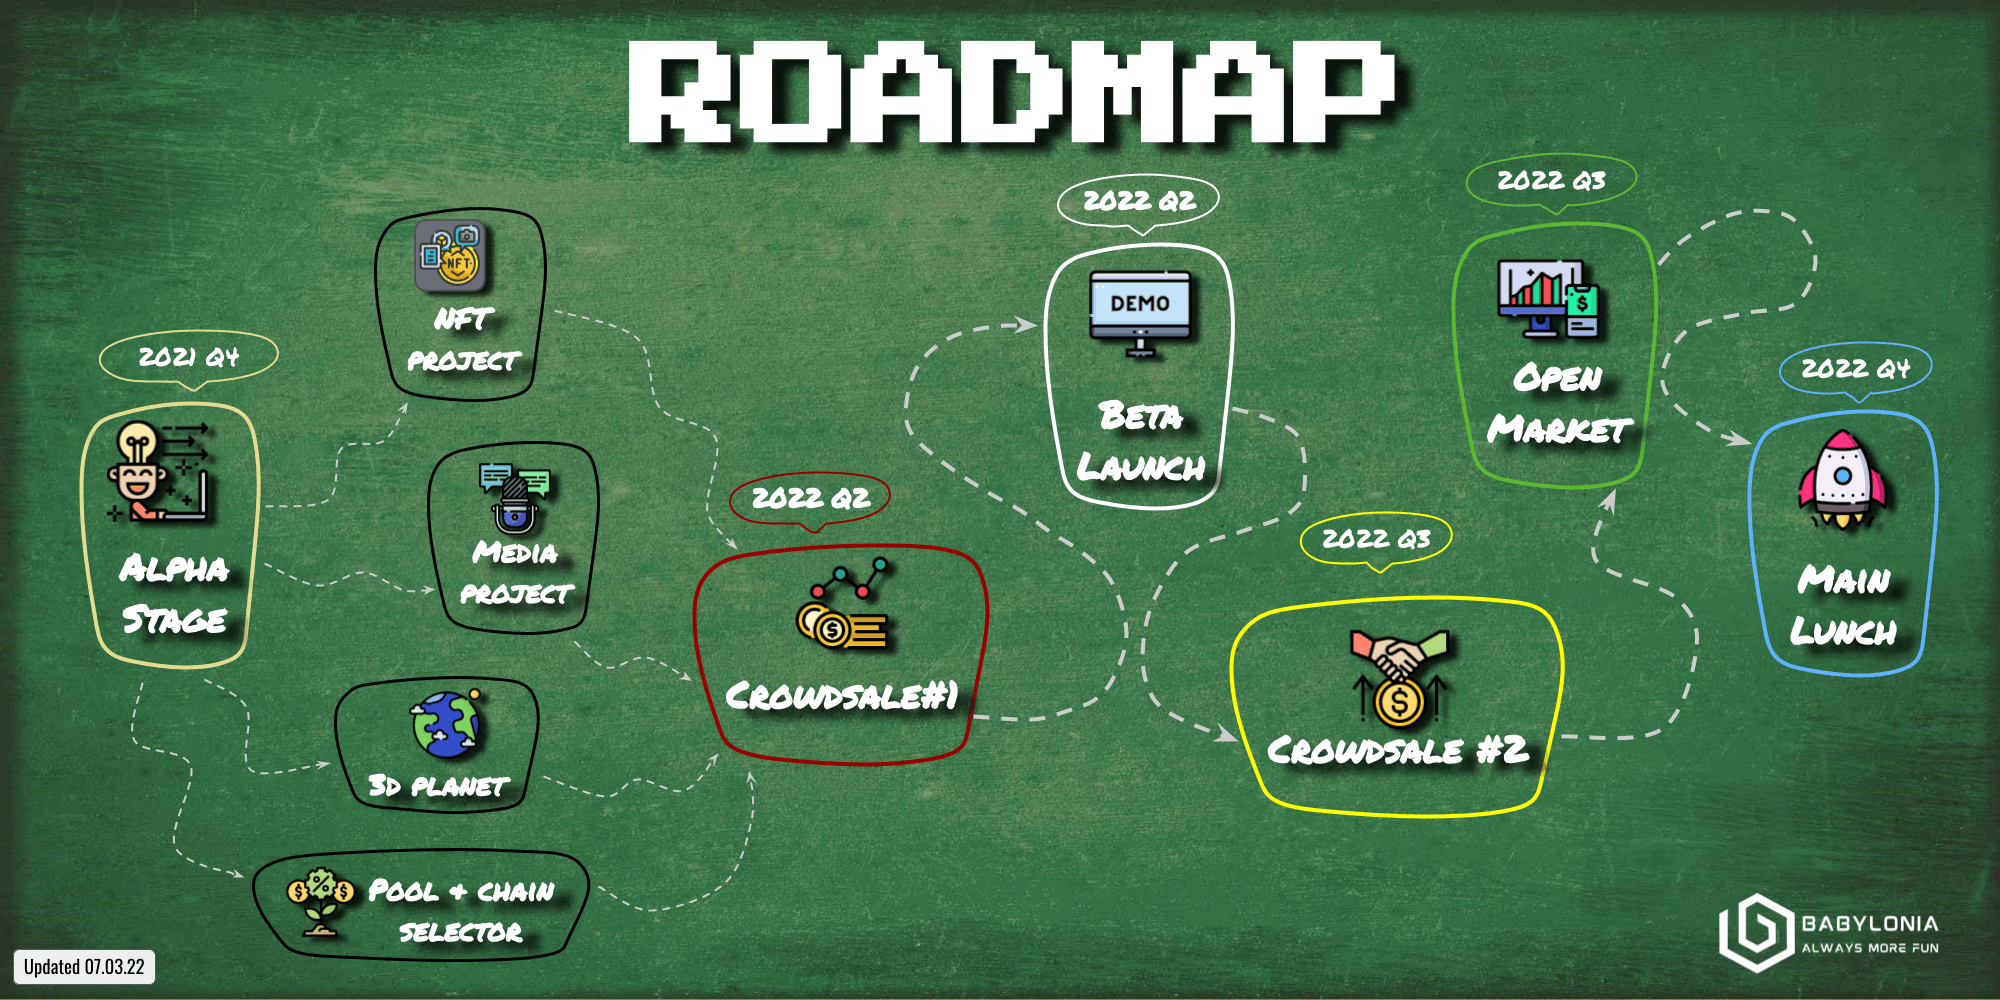 ROADMAP
2021 Q4
ALPHA
STAGE
NFT
NFT
PROJECT
MEDIA
PROJECT
3D PLANET
POOL & CHAIN
SELECTOR
2022 Q2
CROWDSALE#1
2022 Q2
DEMO
BETA
LAUNCH
2022 Q3
CROWDSALE #2
2022 Q3
OPEN
MARKET
2022 Q4
MAIN
LUNCH
Updated 07.03.22
BABYLONIA
ALWAYS MORE FUN